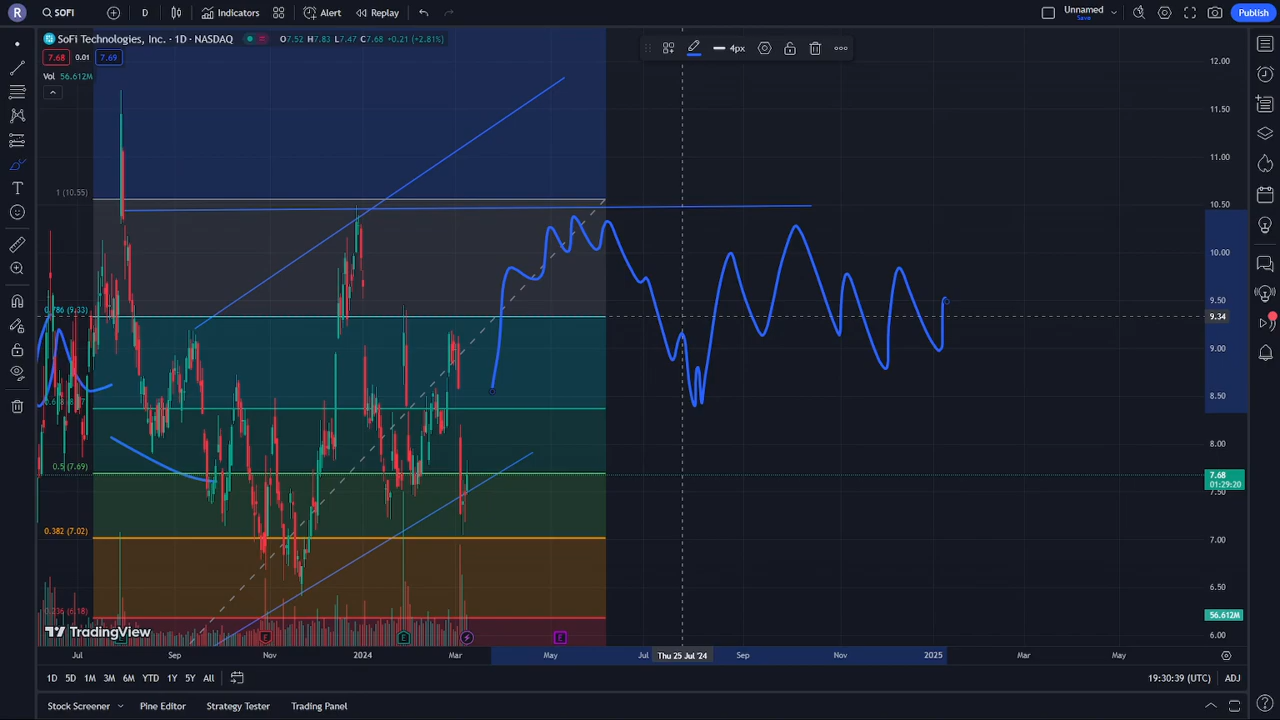 R SOFI D Indicators Alert Replay Unnamed Save Publish
SoFi Technologies, Inc. · 1D · NASDAQ O7.52 H7.83 L7.47 C7.68 +0.21 (+2.81%)
7.68 0.01 7.69
4px
Vol 56.612M
12.00
11.50
11.00
1 (10.55)
10.50
10.00
9.50
0.786 (9.33)
9.34
9.00
8.50
8.00
0.5 (7.69)
7.68
01:29:20
7.50
0.382 (7.02)
7.00
6.50
0.236 (6.18)
56.612M
TradingView
6.00
E E E
Jul Sep Nov 2024 Mar May Jul Thu 25 Jul '24 Sep Nov 2025 Mar May
1D 5D 1M 3M 6M YTD 1Y 5Y All 19:30:39 (UTC) ADJ
Stock Screener Pine Editor Strategy Tester Trading Panel